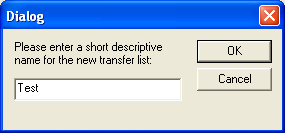 Dialog
Please enter a short descriptive
name for the new transfer list:
OK
Cancel
Test